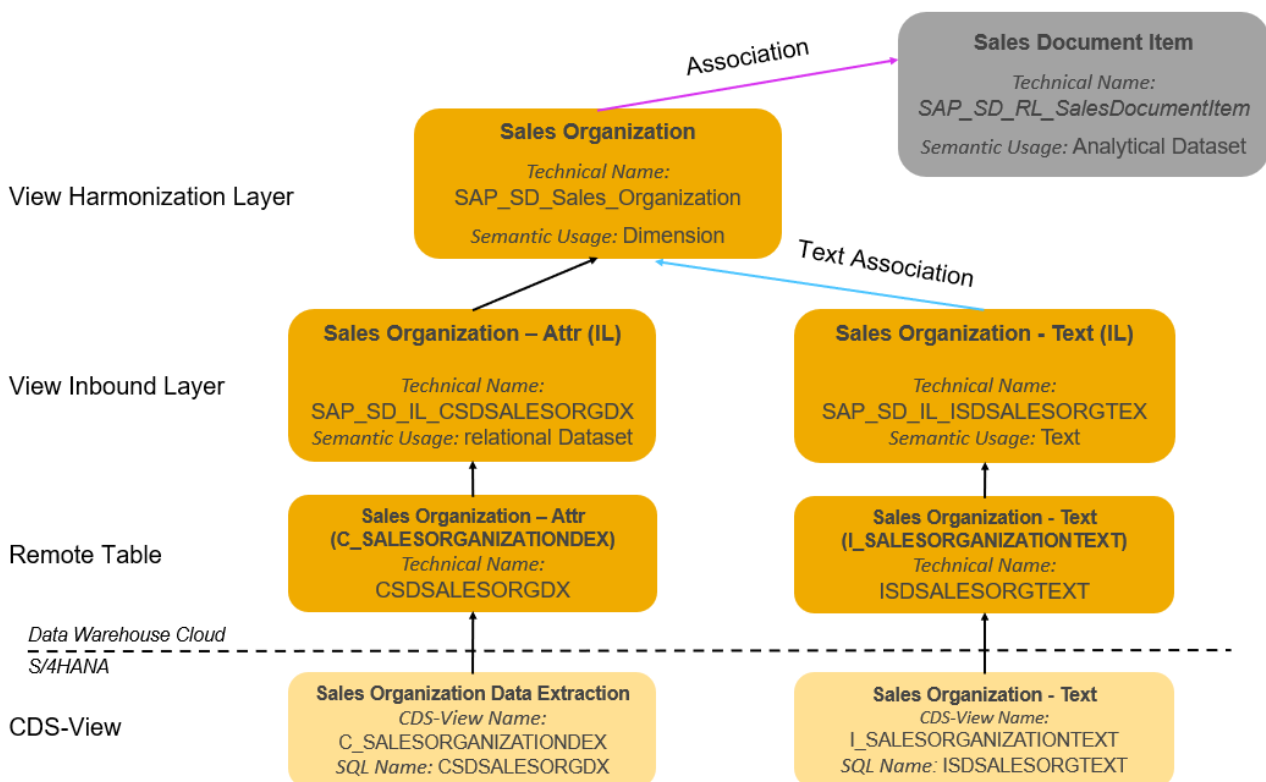 Sales Document Item
Technical Name:
SAP_SD_RL_SalesDocumentItem
Semantic Usage: Analytical Dataset
Association
Sales Organization
Technical Name:
SAP_SD_Sales_Organization
Semantic Usage: Dimension
View Harmonization Layer
Text Association
Sales Organization – Attr (IL)
Technical Name:
SAP_SD_IL_CSDSALESORGDX
Semantic Usage: relational Dataset
Sales Organization - Text (IL)
Technical Name:
SAP_SD_IL_ISDSALESORGTEX
Semantic Usage: Text
View Inbound Layer
Sales Organization – Attr
(C_SALESORGANIZATIONDEX)
Technical Name:
CSDSALESORGDX
Sales Organization - Text
(I_SALESORGANIZATIONTEXT)
Technical Name:
ISDSALESORGTEXT
Remote Table
Data Warehouse Cloud
S/4HANA
Sales Organization Data Extraction
CDS-View Name:
C_SALESORGANIZATIONDEX
SQL Name: CSDSALESORGDX
Sales Organization - Text
CDS-View Name:
I_SALESORGANIZATIONTEXT
SQL Name: ISDSALESORGTEXT
CDS-View